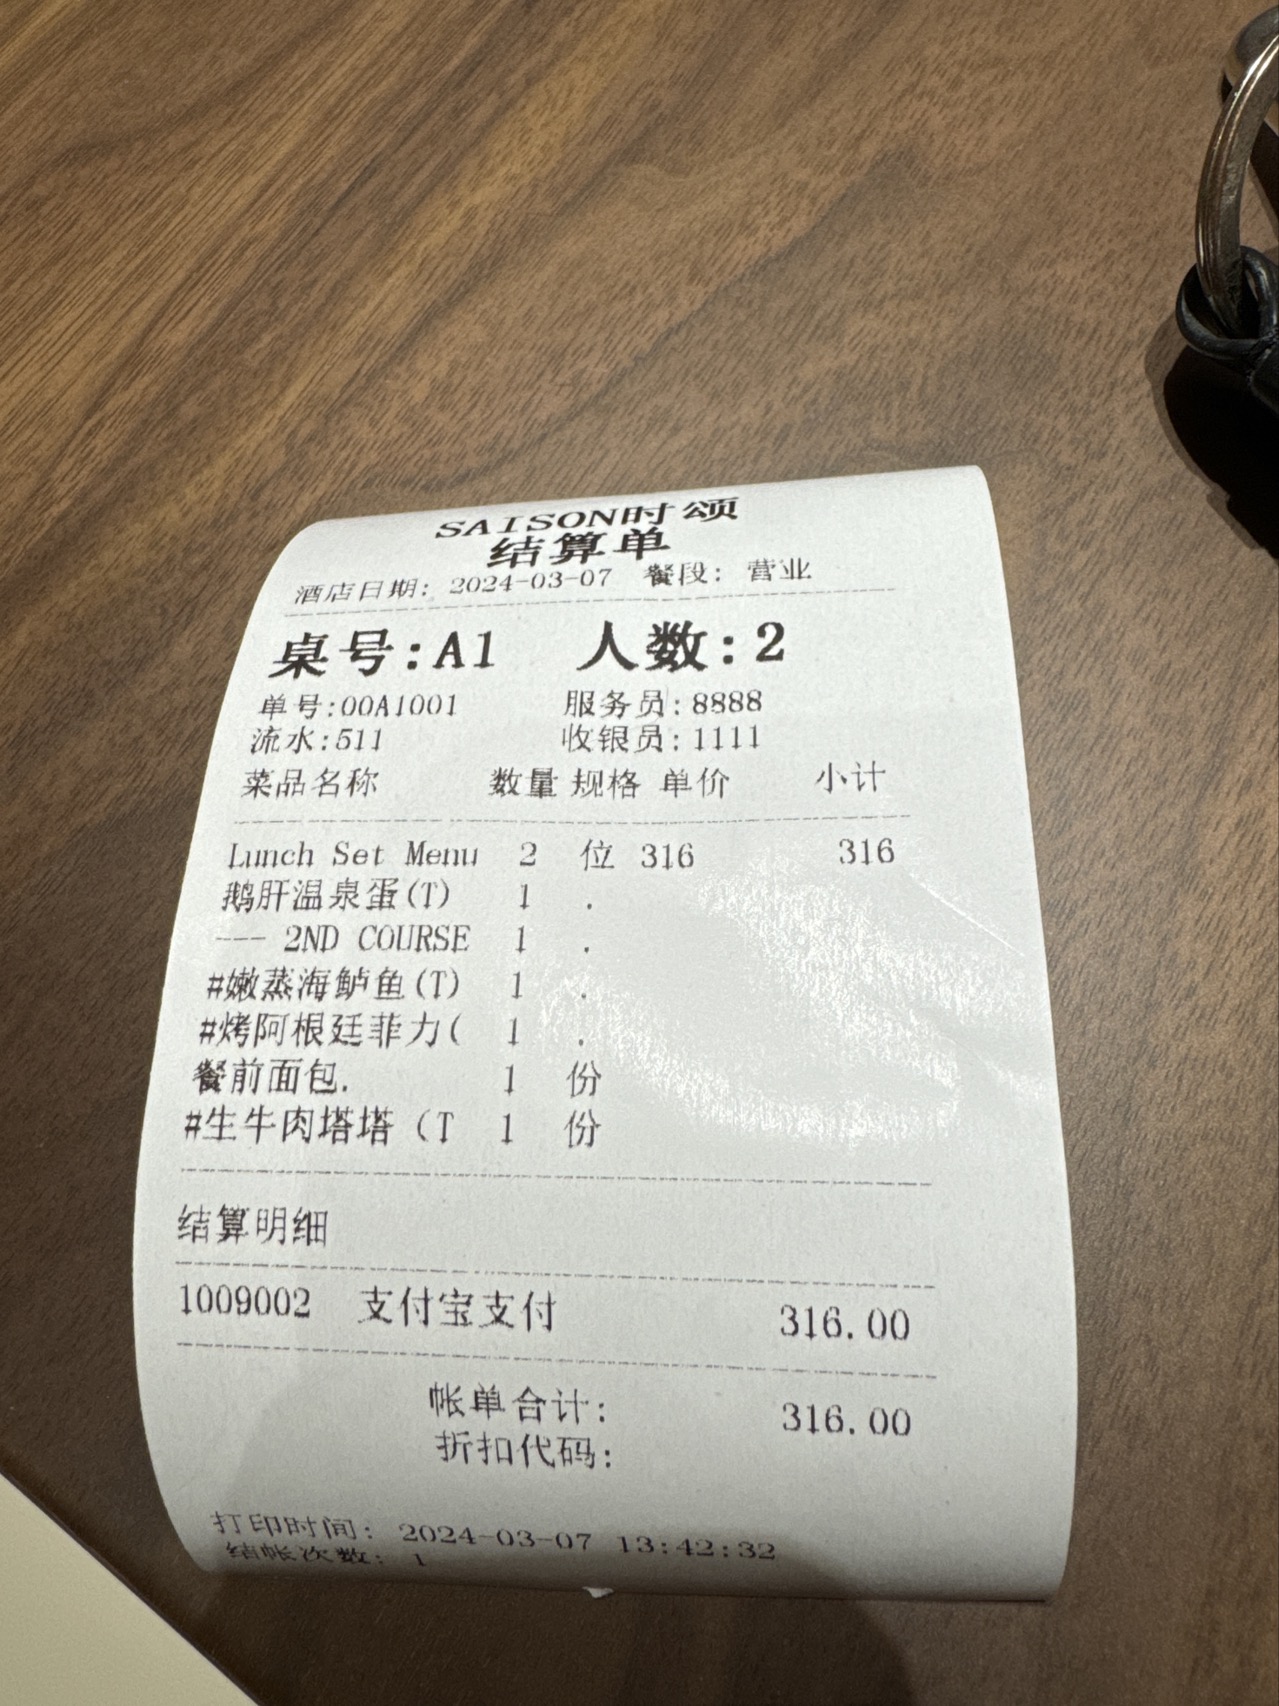 SAISON时颂
结算单
酒店日期: 2024-03-07 餐段: 营业
桌号:A1 人数:2
单号:00A1001 服务员:8888
流水:511 收银员:1111
菜品名称 数量 规格 单价 小计
Lunch Set Menu 2 位 316 316
鹅肝温泉蛋(T) 1 .
--- 2ND COURSE 1 .
#嫩蒸海鲈鱼(T) 1 .
#烤阿根廷菲力( 1 .
餐前面包. 1 份
#生牛肉塔塔 (T 1 份
结算明细
1009002 支付宝支付 316.00
帐单合计: 316.00
折扣代码:
打印时间: 2024-03-07 13:42:32
结帐次数: 1